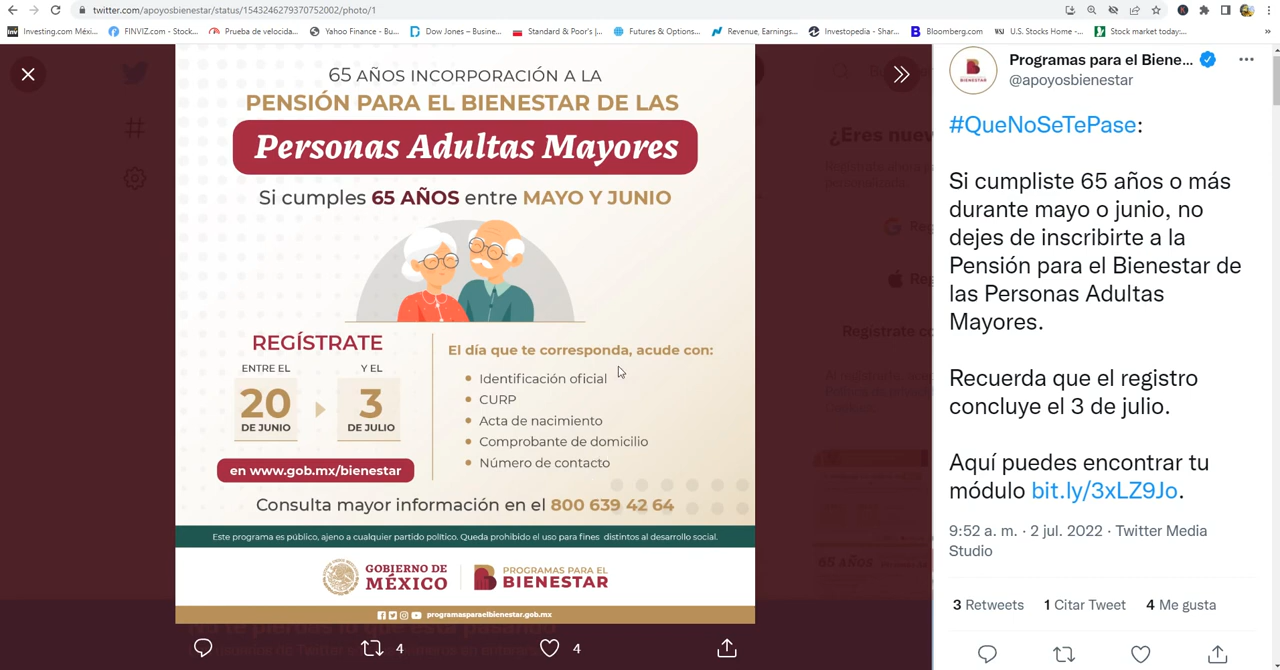 twitter.com/apoyosbienestar/status/1543246279370752002/photo/1
Investing.com Méxi... FINVIZ.com - Stock... Prueba de velocida... Yahoo Finance - Bu... Dow Jones – Busine... Standard & Poor's |... Futures & Options... Revenue, Earnings... Investopedia - Shar... Bloomberg.com U.S. Stocks Home -... Stock market today:...
65 AÑOS INCORPORACIÓN A LA
PENSIÓN PARA EL BIENESTAR DE LAS
Personas Adultas Mayores
Si cumples 65 AÑOS entre MAYO Y JUNIO
REGÍSTRATE
ENTRE EL
20
DE JUNIO
Y EL
3
DE JULIO
en www.gob.mx/bienestar
El día que te corresponda, acude con:
• Identificación oficial
• CURP
• Acta de nacimiento
• Comprobante de domicilio
• Número de contacto
Consulta mayor información en el 800 639 42 64
Este programa es público, ajeno a cualquier partido político. Queda prohibido el uso para fines distintos al desarrollo social.
GOBIERNO DE
MÉXICO
PROGRAMAS PARA EL
BIENESTAR
programasparaelbienestar.gob.mx
4
4
¿Eres nuev
Programas para el Biene...
@apoyosbienestar
#QueNoSeTePase:
Si cumpliste 65 años o más
durante mayo o junio, no
dejes de inscribirte a la
Pensión para el Bienestar de
las Personas Adultas
Mayores.
Recuerda que el registro
concluye el 3 de julio.
Aquí puedes encontrar tu
módulo bit.ly/3xLZ9Jo.
9:52 a. m. · 2 jul. 2022 · Twitter Media
Studio
3 Retweets 1 Citar Tweet 4 Me gusta